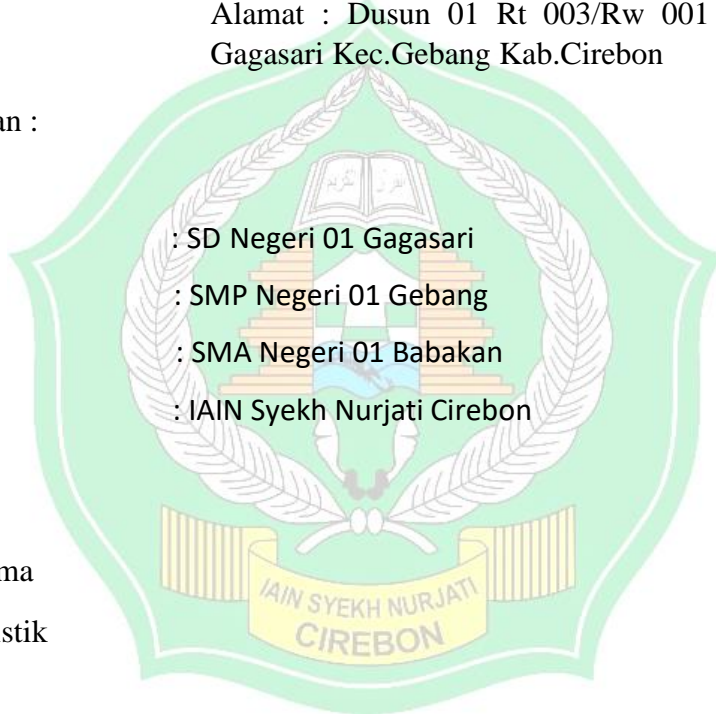 Alamat : Dusun 01 Rt 003/Rw 001
Gagasari Kec.Gebang Kab.Cirebon
an :
: SD Negeri 01 Gagasari
: SMP Negeri 01 Gebang
: SMA Negeri 01 Babakan
: IAIN Syekh Nurjati Cirebon
ma
istik
IAIN SYEKH NURJATI
CIREBON